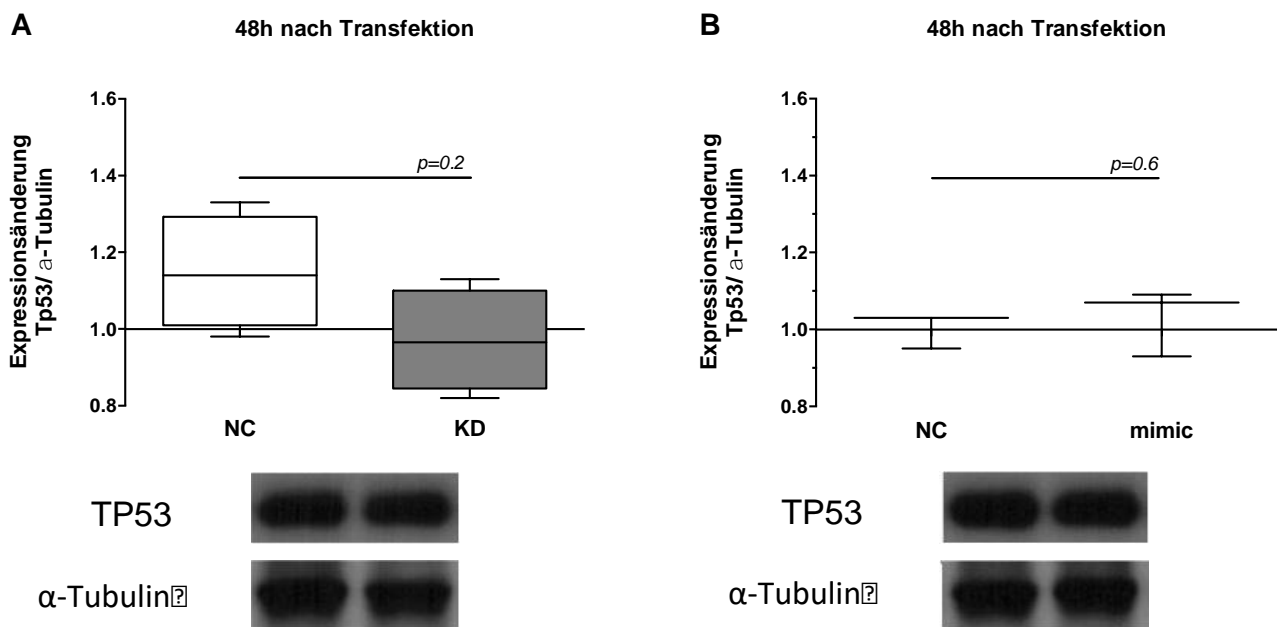 A
48h nach Transfektion
Expressionsänderung
Tp53/ α-Tubulin
1.6
1.4
1.2
1.0
0.8
p=0.2
NC
KD
TP53
α-Tubulin⍰
B
48h nach Transfektion
Expressionsänderung
Tp53/ α-Tubulin
1.6
1.4
1.2
1.0
0.8
p=0.6
NC
mimic
TP53
α-Tubulin⍰